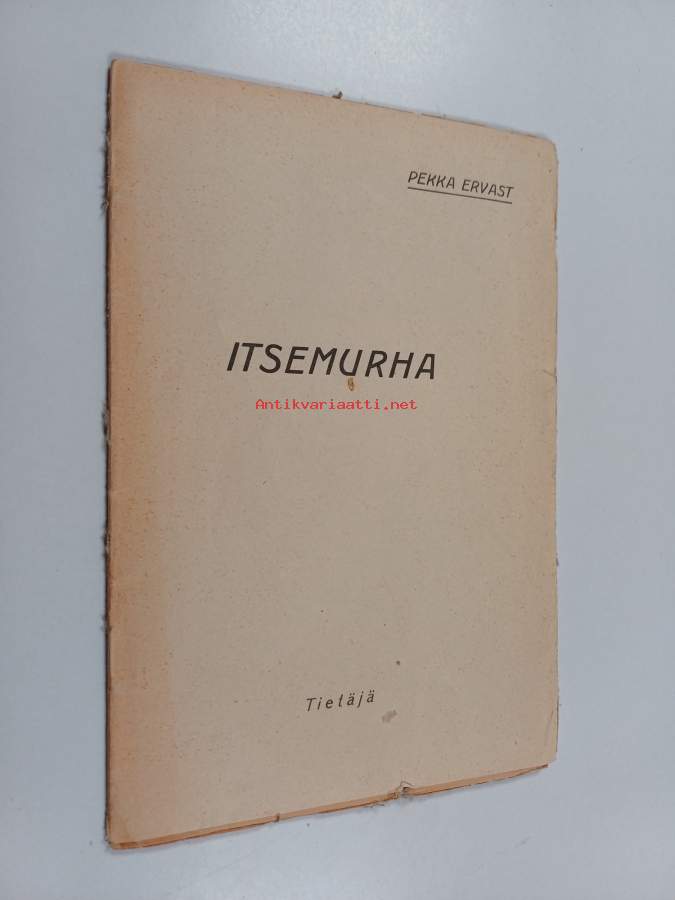 PEKKA ERVAST
ITSEMURHA
Antikvariaatti.net
Tietäjä